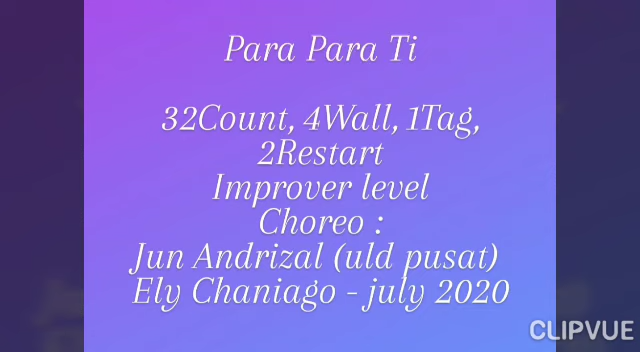 Para Para Ti
32Count, 4Wall, 1Tag,
2Restart
Improver level
Choreo :
Jun Andrizal (uld pusat)
Ely Chaniago - july 2020
CLIPVUE